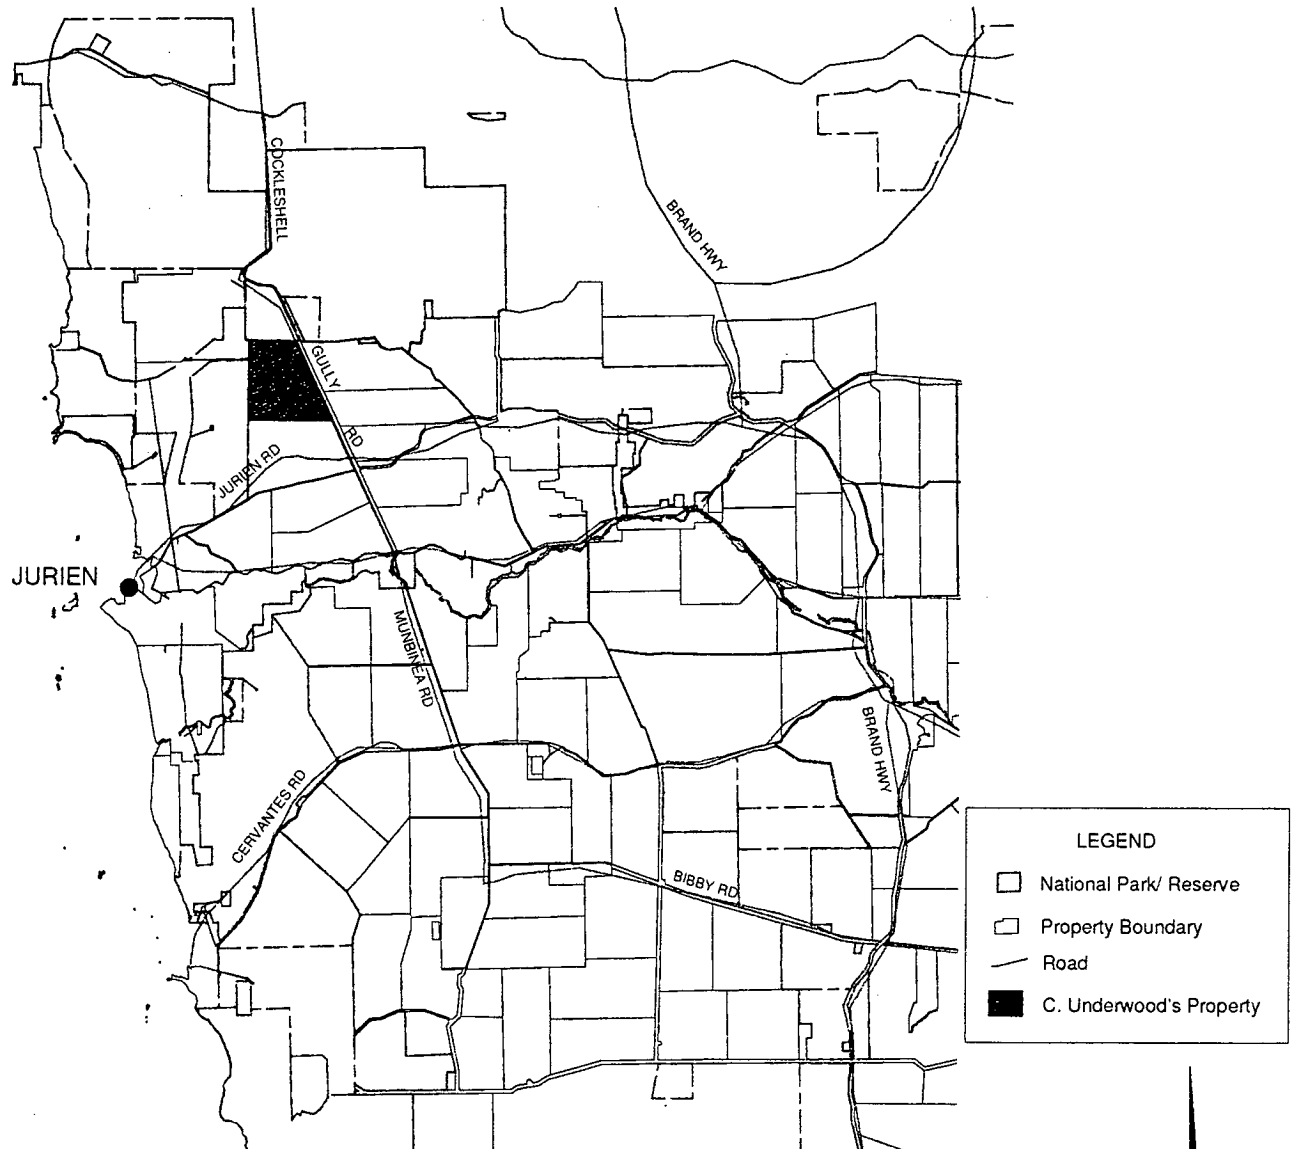 COCKLESHELL
BRAND HWY
GULLY
RD
JURIEN RD
JURIEN
MUNBINEA RD
BRAND HWY
CERVANTES RD
BIBBY RD
LEGEND
National Park/ Reserve
Property Boundary
Road
C. Underwood's Property